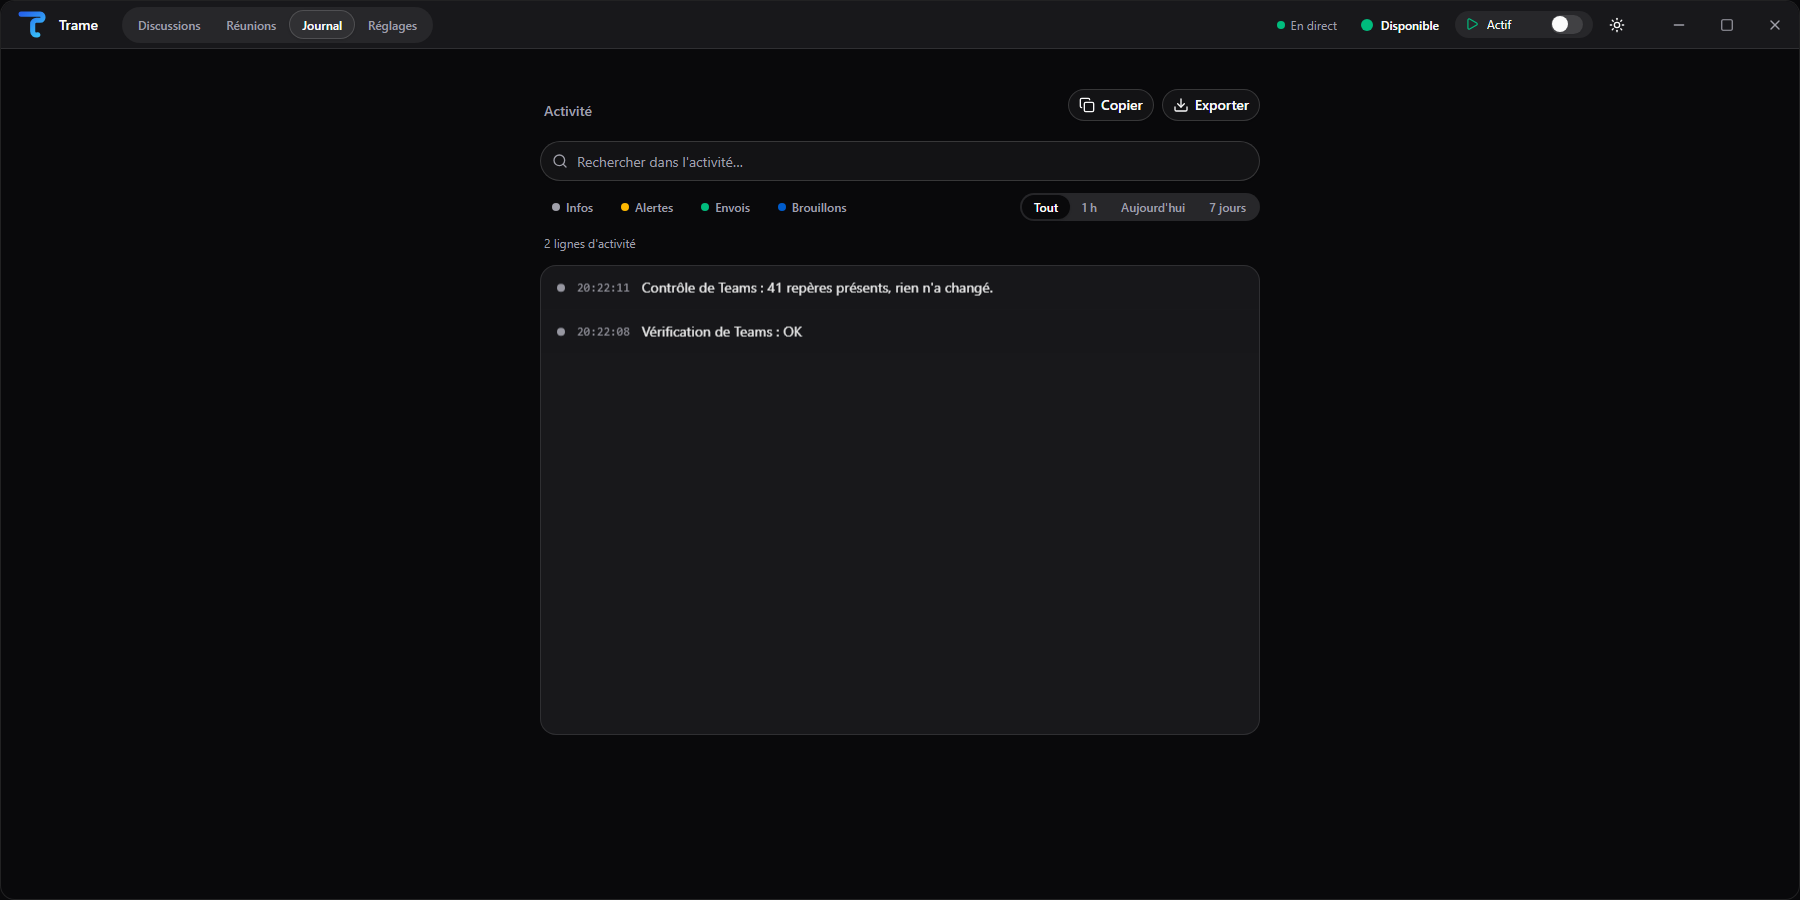 Trame Discussions Réunions Journal Réglages En direct Disponible Actif
Activité Copier Exporter
Rechercher dans l'activité...
Infos Alertes Envois Brouillons Tout 1 h Aujourd'hui 7 jours
2 lignes d'activité
20:22:11 Contrôle de Teams : 41 repères présents, rien n'a changé.
20:22:08 Vérification de Teams : OK